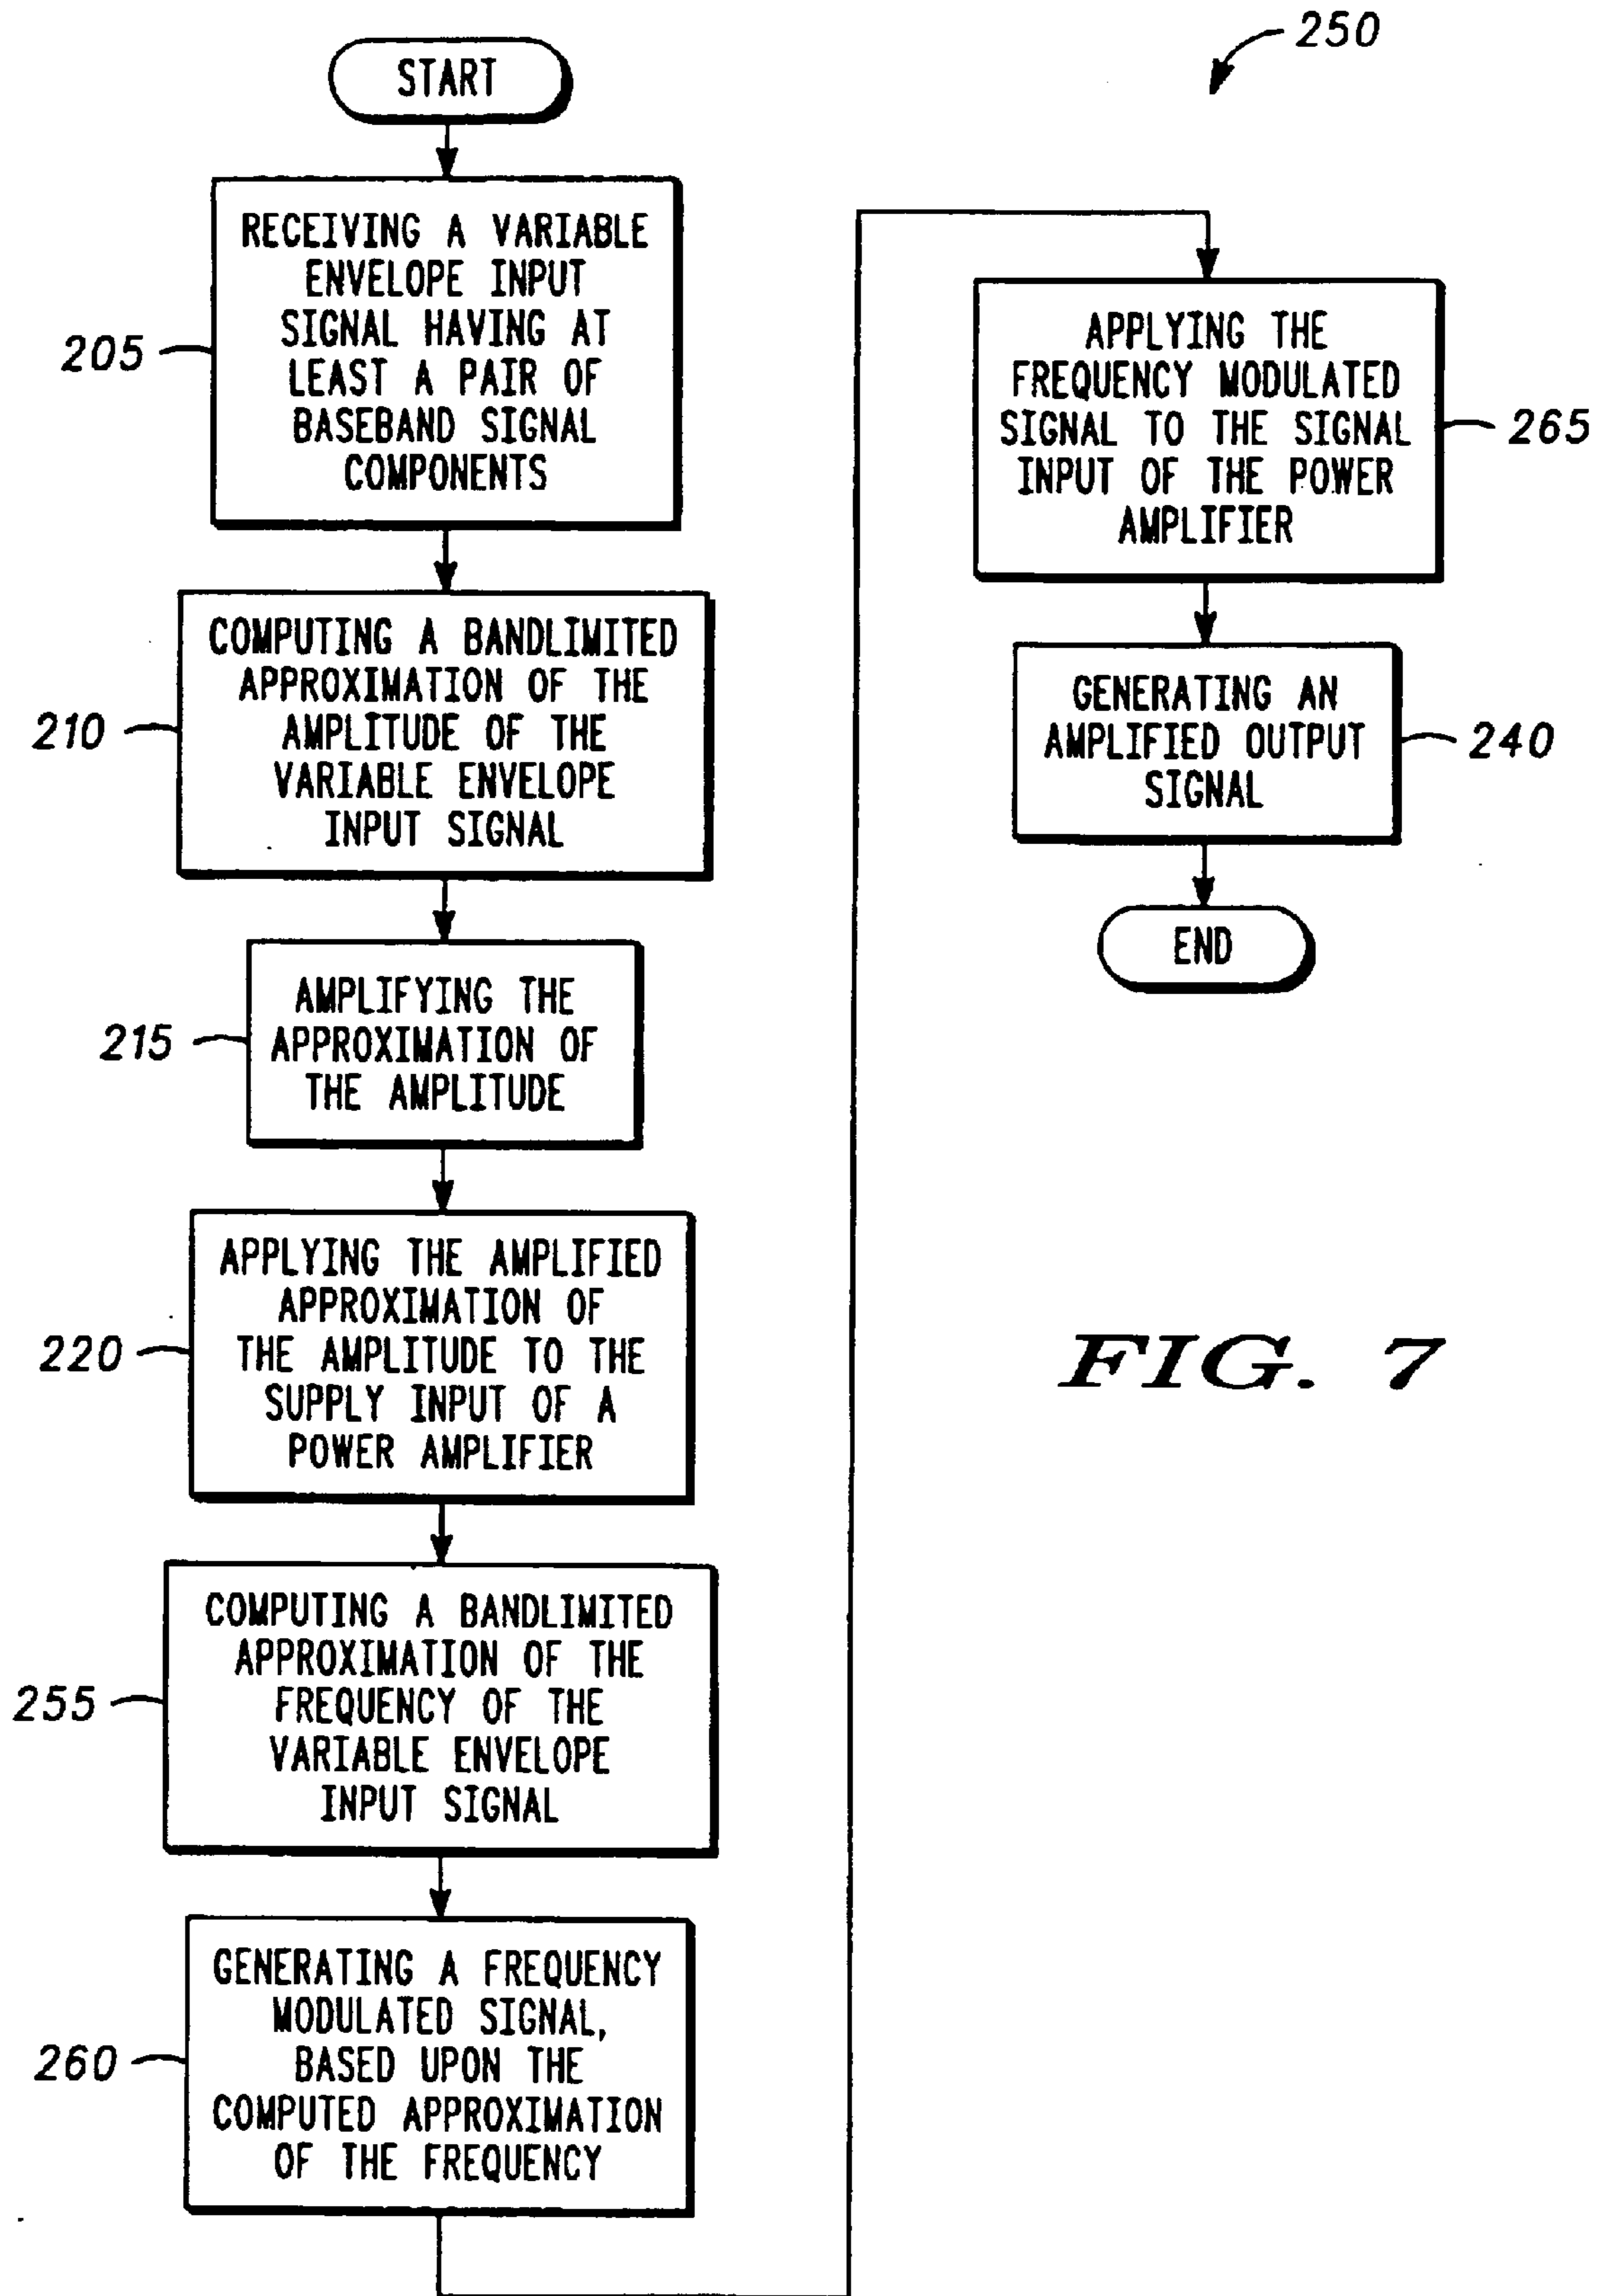 250
START
RECEIVING A VARIABLE
ENVELOPE INPUT
SIGNAL HAVING AT
LEAST A PAIR OF
BASEBAND SIGNAL
COMPONENTS
205
COMPUTING A BANDLIMITED
APPROXIMATION OF THE
AMPLITUDE OF THE
VARIABLE ENVELOPE
INPUT SIGNAL
210
AMPLIFYING THE
APPROXIMATION OF
THE AMPLITUDE
215
APPLYING THE AMPLIFIED
APPROXIMATION OF
THE AMPLITUDE TO THE
SUPPLY INPUT OF A
POWER AMPLIFIER
220
COMPUTING A BANDLIMITED
APPROXIMATION OF THE
FREQUENCY OF THE
VARIABLE ENVELOPE
INPUT SIGNAL
255
GENERATING A FREQUENCY
MODULATED SIGNAL,
BASED UPON THE
COMPUTED APPROXIMATION
OF THE FREQUENCY
260
APPLYING THE
FREQUENCY MODULATED
SIGNAL TO THE SIGNAL
INPUT OF THE POWER
AMPLIFIER
265
GENERATING AN
AMPLIFIED OUTPUT
SIGNAL
240
END
FIG. 7